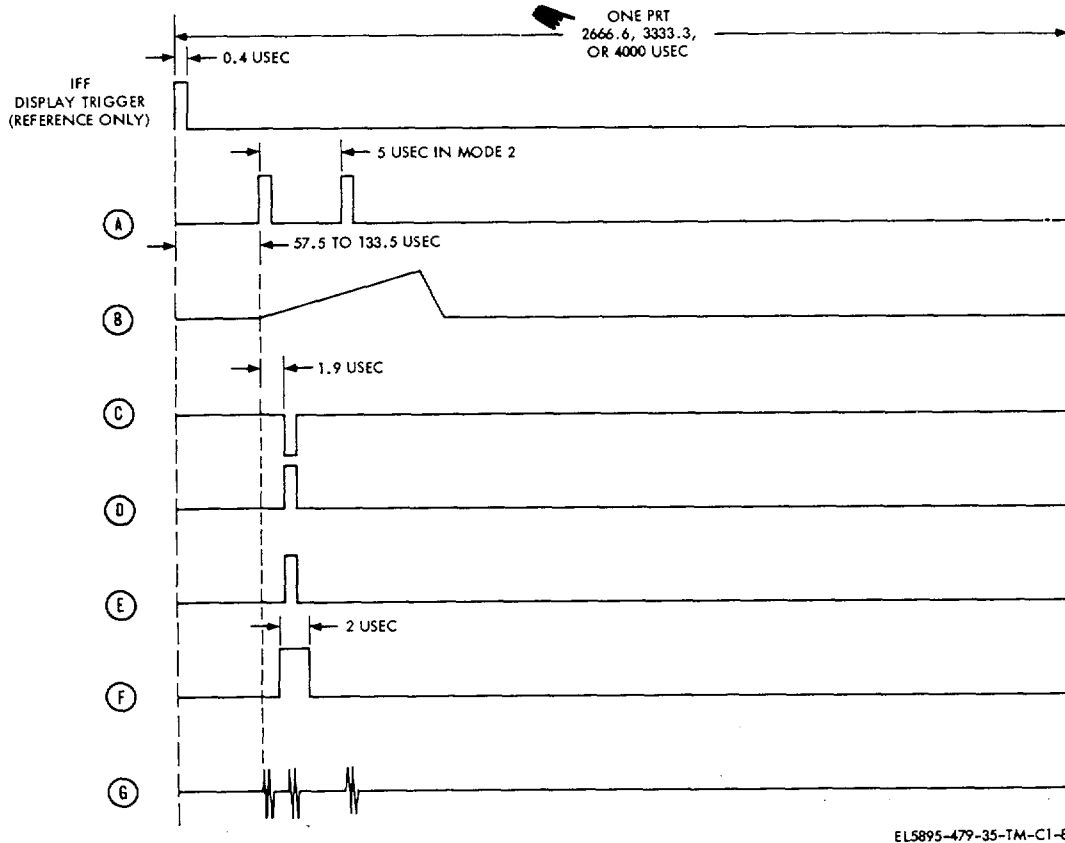 ONE PRT
2666.6, 3333.3,
OR 4000 USEC
0.4 USEC
IFF
DISPLAY TRIGGER
(REFERENCE ONLY)
5 USEC IN MODE 2
A
57.5 TO 133.5 USEC
B
1.9 USEC
C
D
E
2 USEC
F
G
EL5895-479-35-TM-C1-8